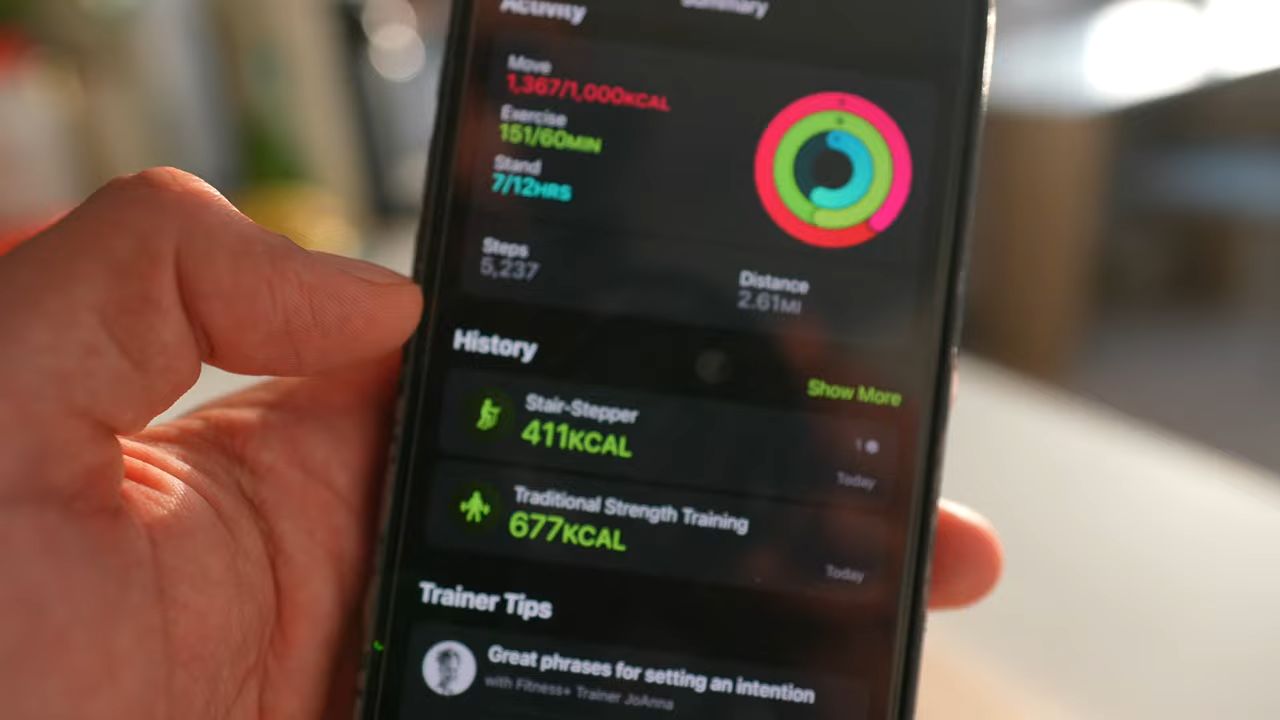 Summary
Activity
Move
1,367/1,000KCAL
Exercise
151/60MIN
Stand
7/12HRS
Steps
5,237
Distance
2.61MI
History
Show More
Stair-Stepper
411KCAL
1
Today
Traditional Strength Training
677KCAL
Today
Trainer Tips
Great phrases for setting an intention
with Fitness+ Trainer JoAnna